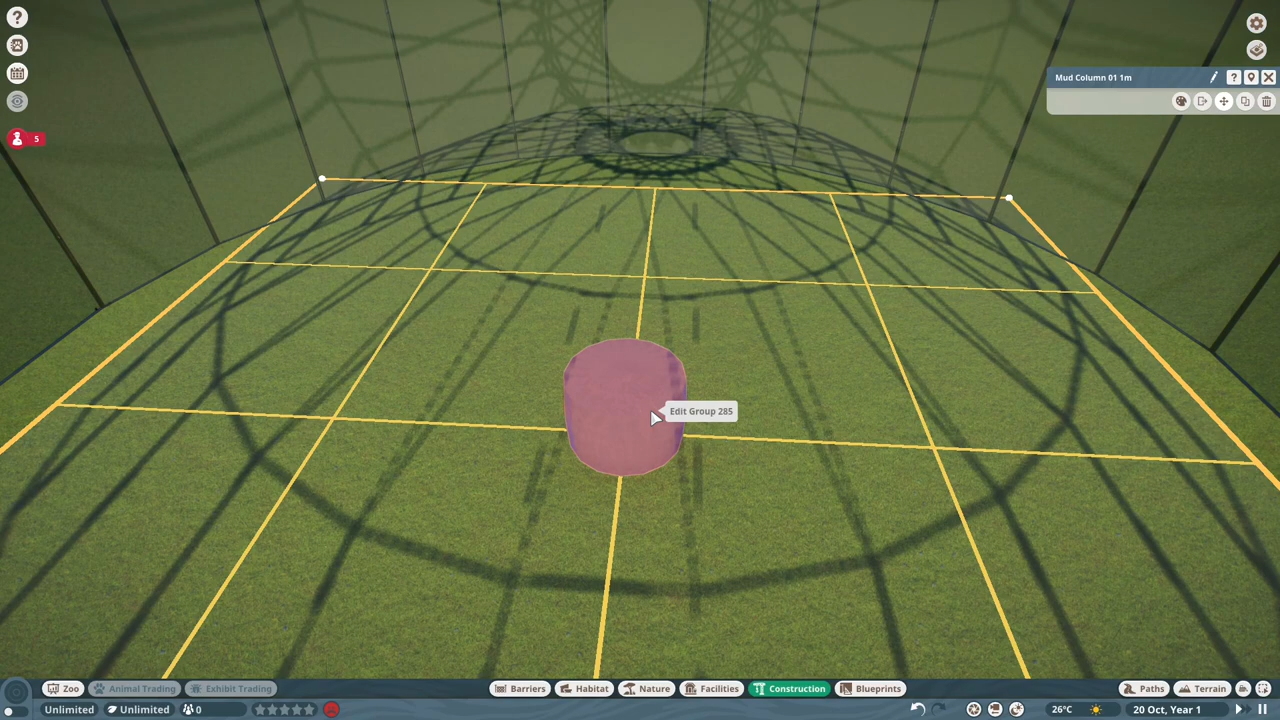 ?
Mud Column 01 1m
?
5
Edit Group 285
Zoo
Animal Trading
Exhibit Trading
Barriers
Habitat
Nature
Facilities
Construction
Blueprints
Paths
Terrain
Unlimited
Unlimited
0
26°C
20 Oct, Year 1